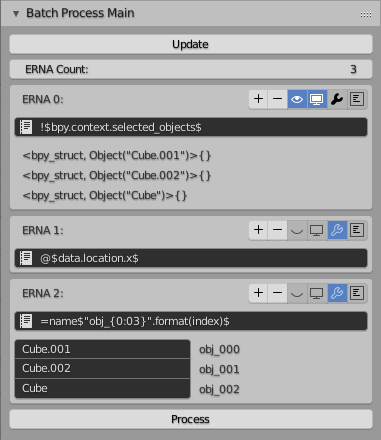 Batch Process Main
Update
ERNA Count: 3
ERNA 0:
!$bpy.context.selected_objects$
<bpy_struct, Object("Cube.001")>{}
<bpy_struct, Object("Cube.002")>{}
<bpy_struct, Object("Cube")>{}
ERNA 1:
@$data.location.x$
ERNA 2:
=name$"obj_{0:03}".format(index)$
Cube.001 obj_000
Cube.002 obj_001
Cube obj_002
Process